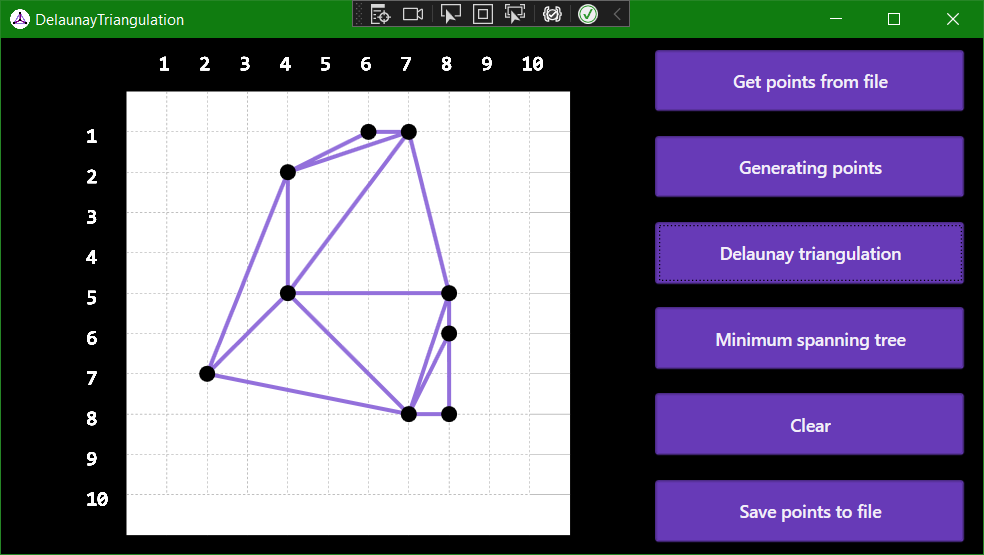 DelaunayTriangulation
1 2 3 4 5 6 7 8 9 10
1
2
3
4
5
6
7
8
9
10
Get points from file
Generating points
Delaunay triangulation
Minimum spanning tree
Clear
Save points to file